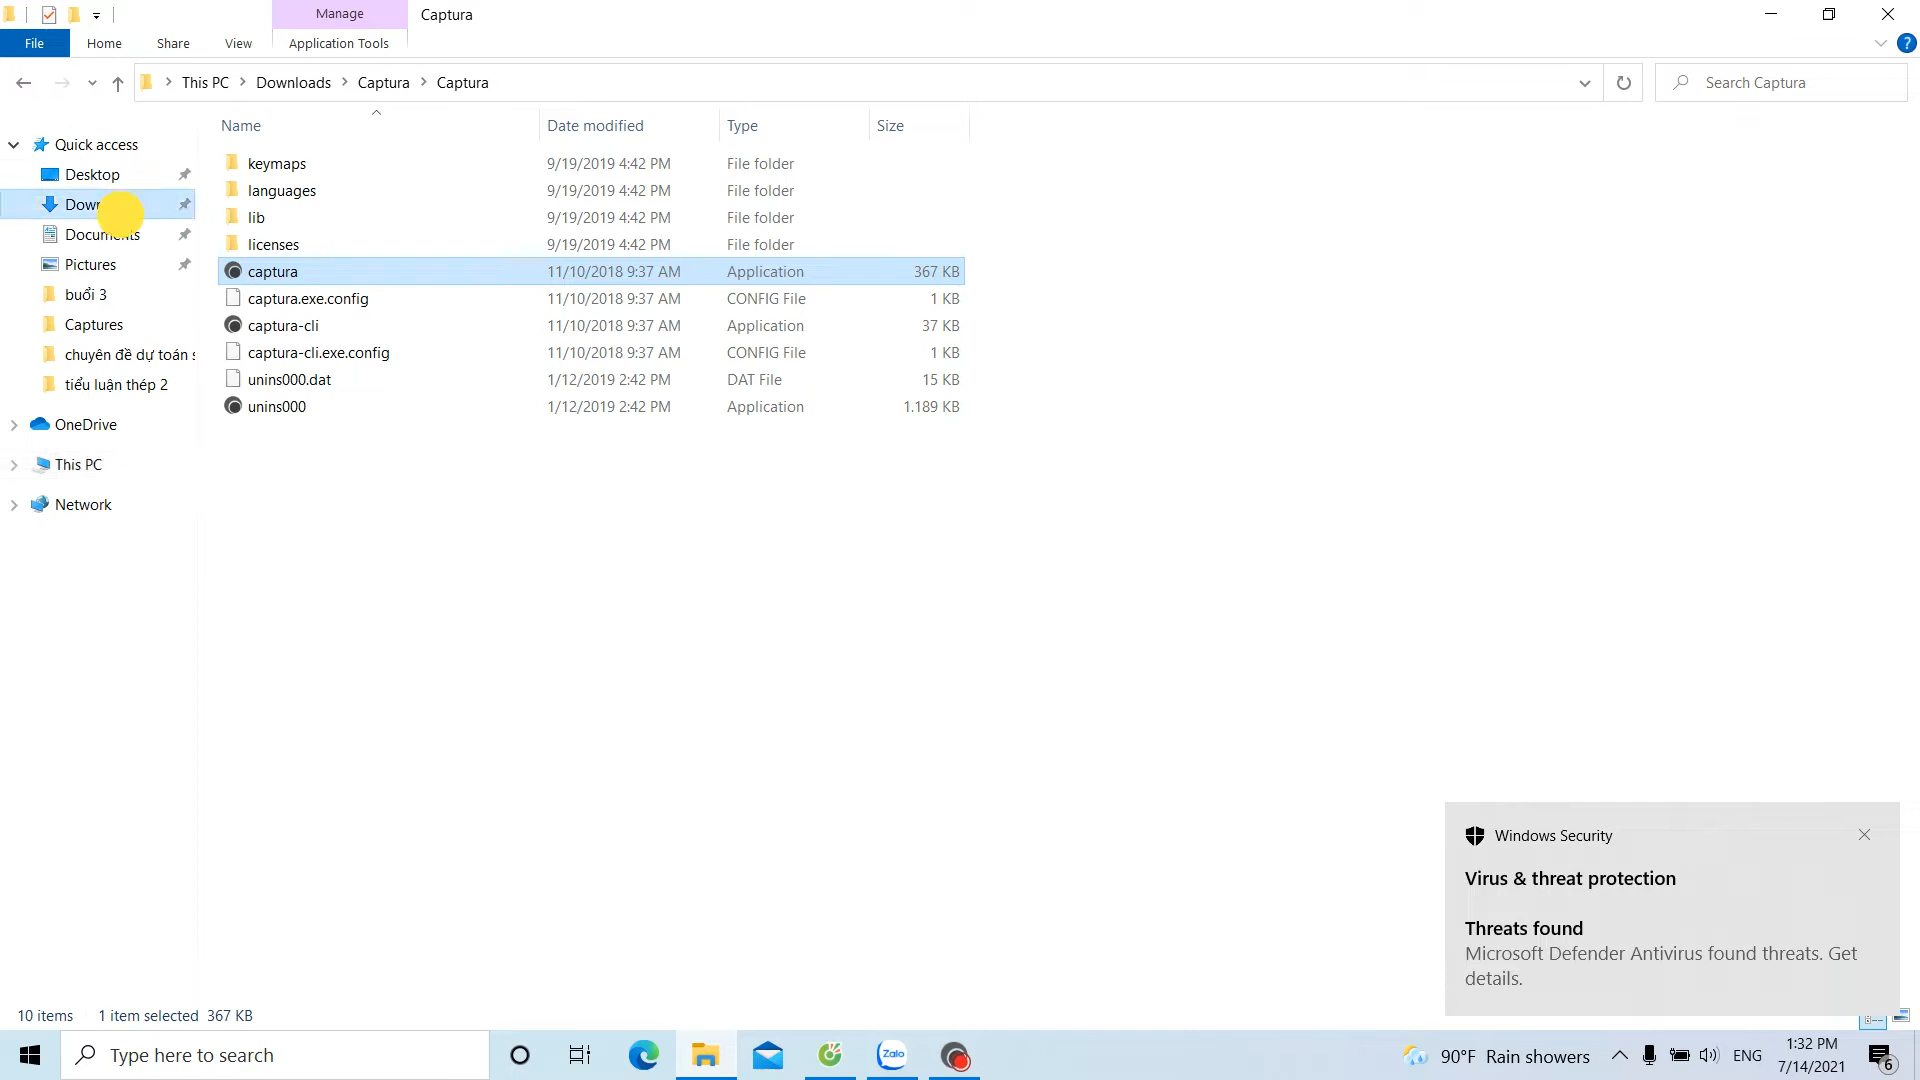 Manage
Captura
File
Home
Share
View
Application Tools
This PC
Downloads
Captura
Captura
Search Captura
Name
Date modified
Type
Size
Quick access
Desktop
Documents
Pictures
buổi 3
Captures
chuyên đề dự toán s
tiểu luận thép 2
OneDrive
This PC
Network
keymaps 9/19/2019 4:42 PM File folder
languages 9/19/2019 4:42 PM File folder
lib 9/19/2019 4:42 PM File folder
licenses 9/19/2019 4:42 PM File folder
captura 11/10/2018 9:37 AM Application 367 KB
captura.exe.config 11/10/2018 9:37 AM CONFIG File 1 KB
captura-cli 11/10/2018 9:37 AM Application 37 KB
captura-cli.exe.config 11/10/2018 9:37 AM CONFIG File 1 KB
unins000.dat 1/12/2019 2:42 PM DAT File 15 KB
unins000 1/12/2019 2:42 PM Application 1.189 KB
Windows Security
Virus & threat protection
Threats found
Microsoft Defender Antivirus found threats. Get
details.
10 items 1 item selected 367 KB
Type here to search
Zalo
90°F Rain showers
ENG
1:32 PM
7/14/2021
6